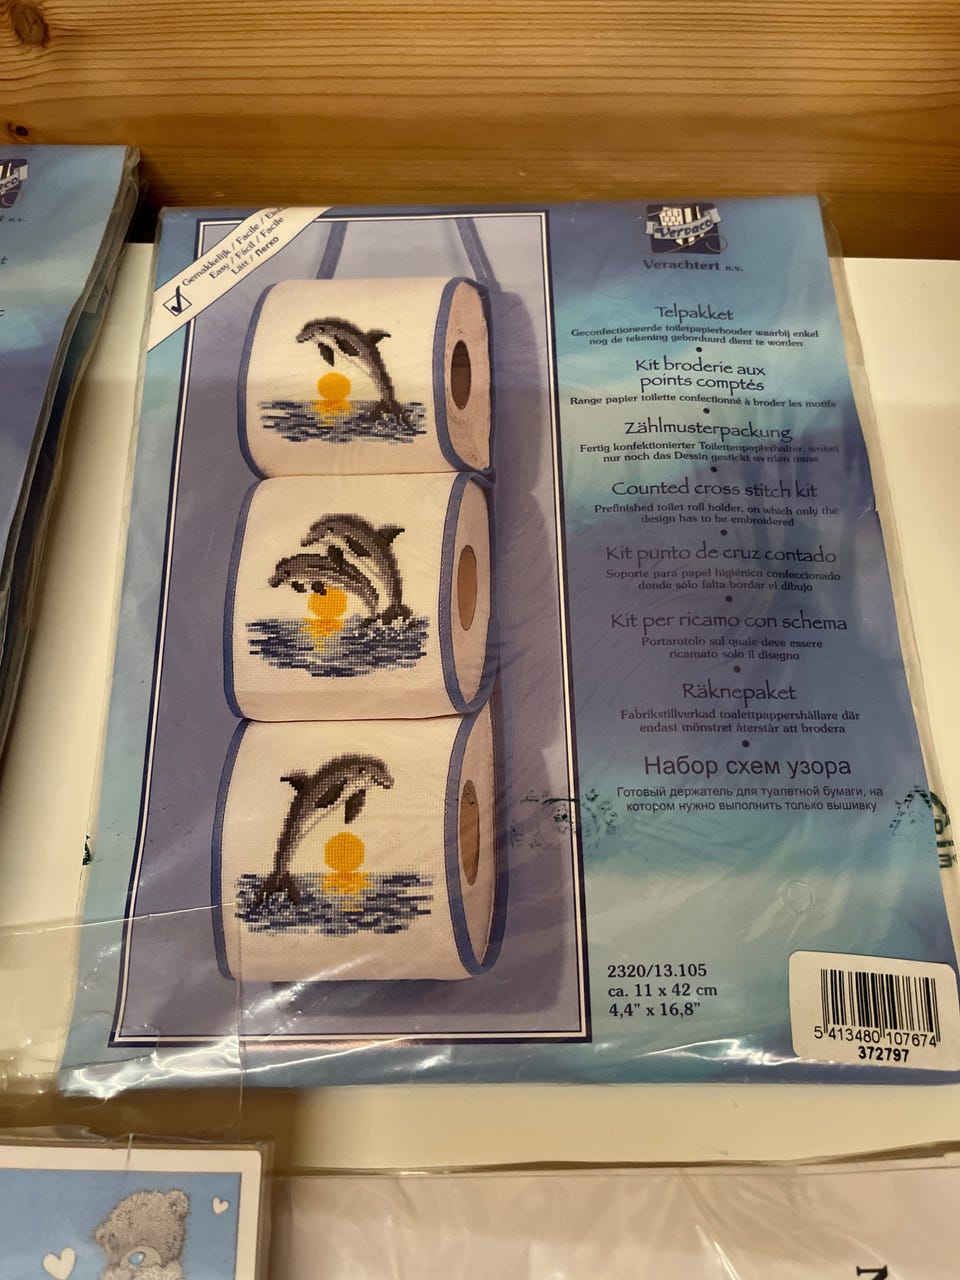 Gemakkelijk / Facile /
Easy / Fácil / Facile
Lätt / Легко
Vervaco
Verachtert n.v.
Telpakket
Geconfectioneerde toiletpapierhouder waarbij enkel
nog de tekening geborduurd dient te worden
Kit broderie aux
points comptés
Range papier toilette confectionné à broder les motifs
Zählmusterpackung
Fertig konfektionierter Toilettenpapierhalter, wobei
nur noch das Dessin gestickt werden muss
Counted cross stitch kit
Prefinished toilet roll holder, on which only the
design has to be embroidered
Kit punto de cruz contado
Soporte para papel higiénico confeccionado
donde sólo falta bordar el dibujo
Kit per ricamo con schema
Portarotolo sul quale deve essere
ricamato solo il disegno
Räknepaket
Fabrikstillverkad toalettpappershållare där
endast mönstret återstår att brodera
Набор схем узора
Готовый держатель для туалетной бумаги, на
котором нужно выполнить только вышивку
2320/13.105
ca. 11 x 42 cm
4,4" x 16,8"
5 413480 107674
372797
n.v.